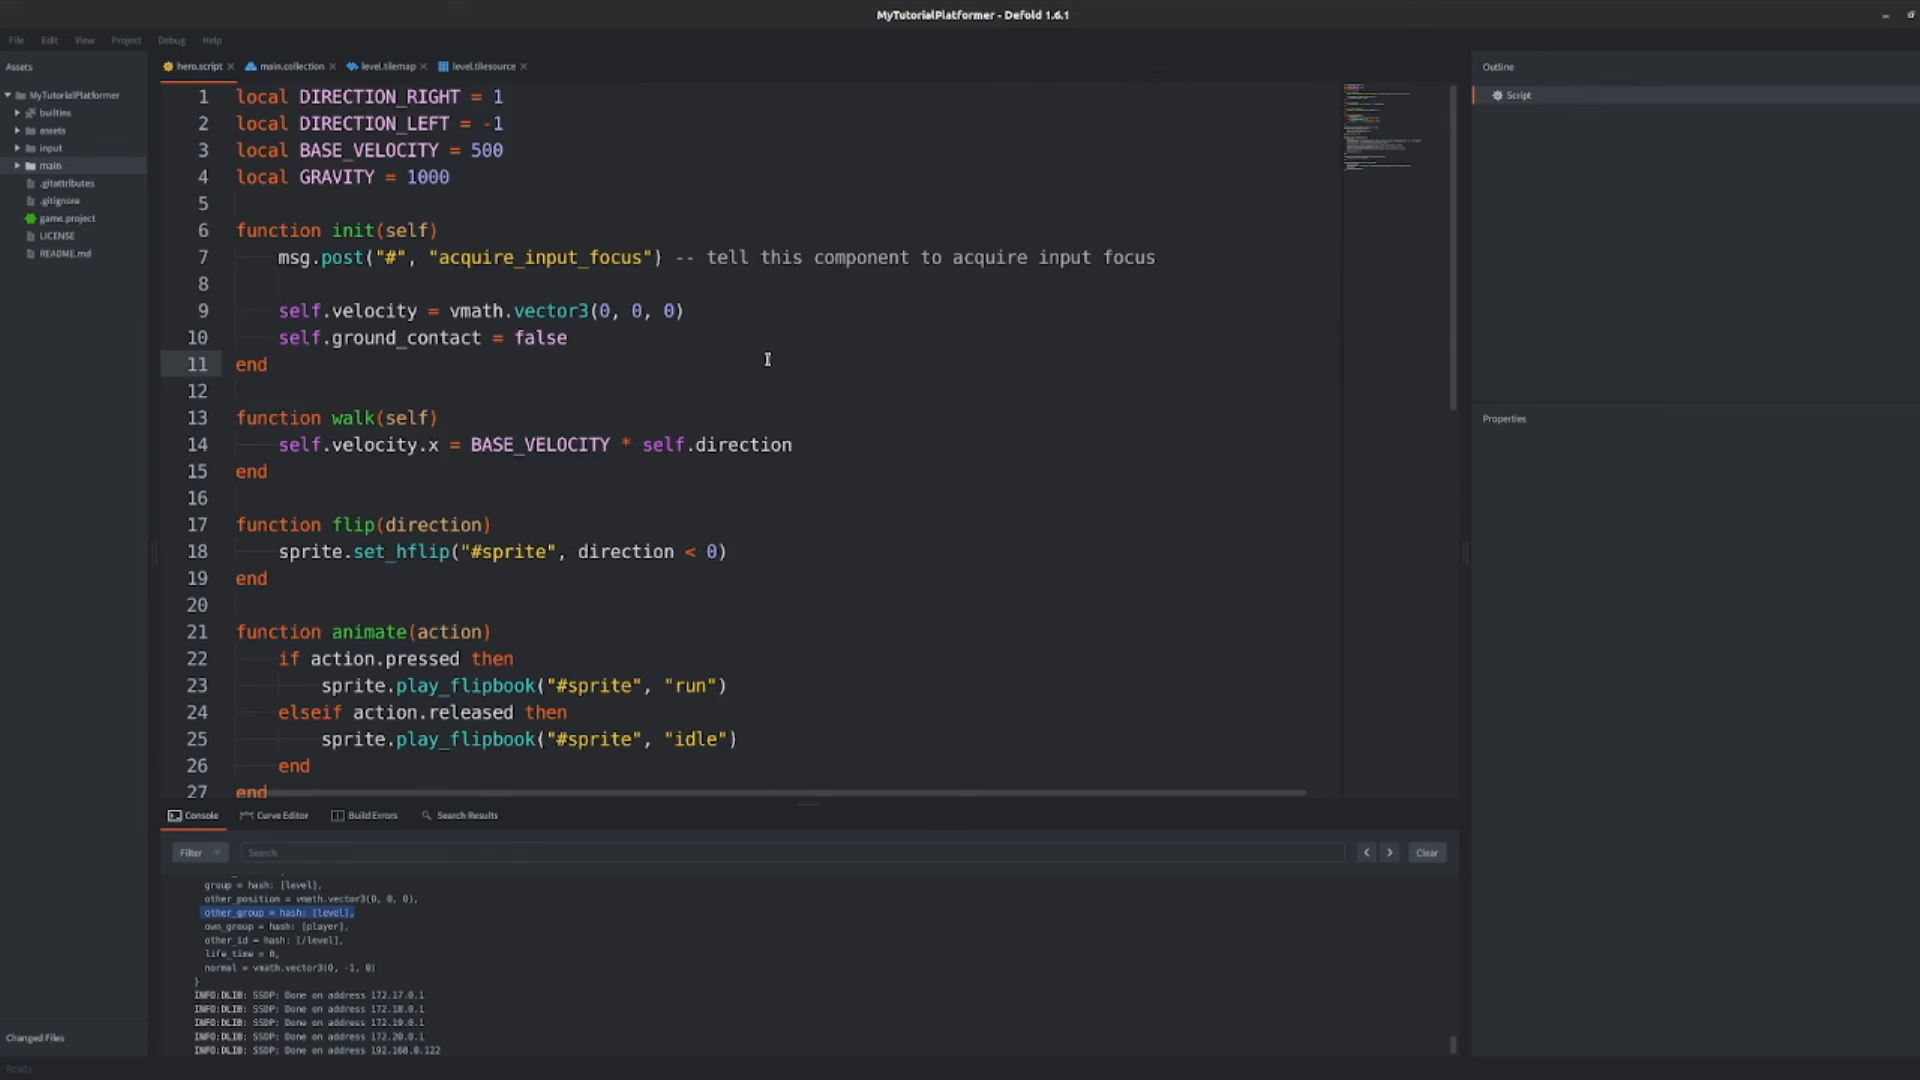 MyTutorialPlatformer - Defold 1.6.1
File Edit View Project Debug Help
Assets
hero.script
main.collection
level.tilemap
level.tilesource
Outline
MyTutorialPlatformer
builtins
assets
input
main
.gitattributes
.gitignore
game.project
LICENSE
README.md
Script
1 local DIRECTION_RIGHT = 1
2 local DIRECTION_LEFT = -1
3 local BASE_VELOCITY = 500
4 local GRAVITY = 1000
5
6 function init(self)
7 msg.post("#", "acquire_input_focus") -- tell this component to acquire input focus
8
9 self.velocity = vmath.vector3(0, 0, 0)
10 self.ground_contact = false
11 end
12
13 function walk(self)
14 self.velocity.x = BASE_VELOCITY * self.direction
15 end
16
17 function flip(direction)
18 sprite.set_hflip("#sprite", direction < 0)
19 end
20
21 function animate(action)
22 if action.pressed then
23 sprite.play_flipbook("#sprite", "run")
24 elseif action.released then
25 sprite.play_flipbook("#sprite", "idle")
26 end
27 end
Properties
Console Curve Editor Build Errors Search Results
Filter Search Clear
group = hash: [level],
other_position = vmath.vector3(0, 0, 0),
other_group = hash: [level],
own_group = hash: [player],
other_id = hash: [/level],
life_time = 0,
normal = vmath.vector3(0, -1, 0)
}
INFO:DLIB: SSDP: Done on address 172.17.0.1
INFO:DLIB: SSDP: Done on address 172.18.0.1
INFO:DLIB: SSDP: Done on address 172.19.0.1
INFO:DLIB: SSDP: Done on address 172.20.0.1
INFO:DLIB: SSDP: Done on address 192.168.0.122
Changed Files
Ready